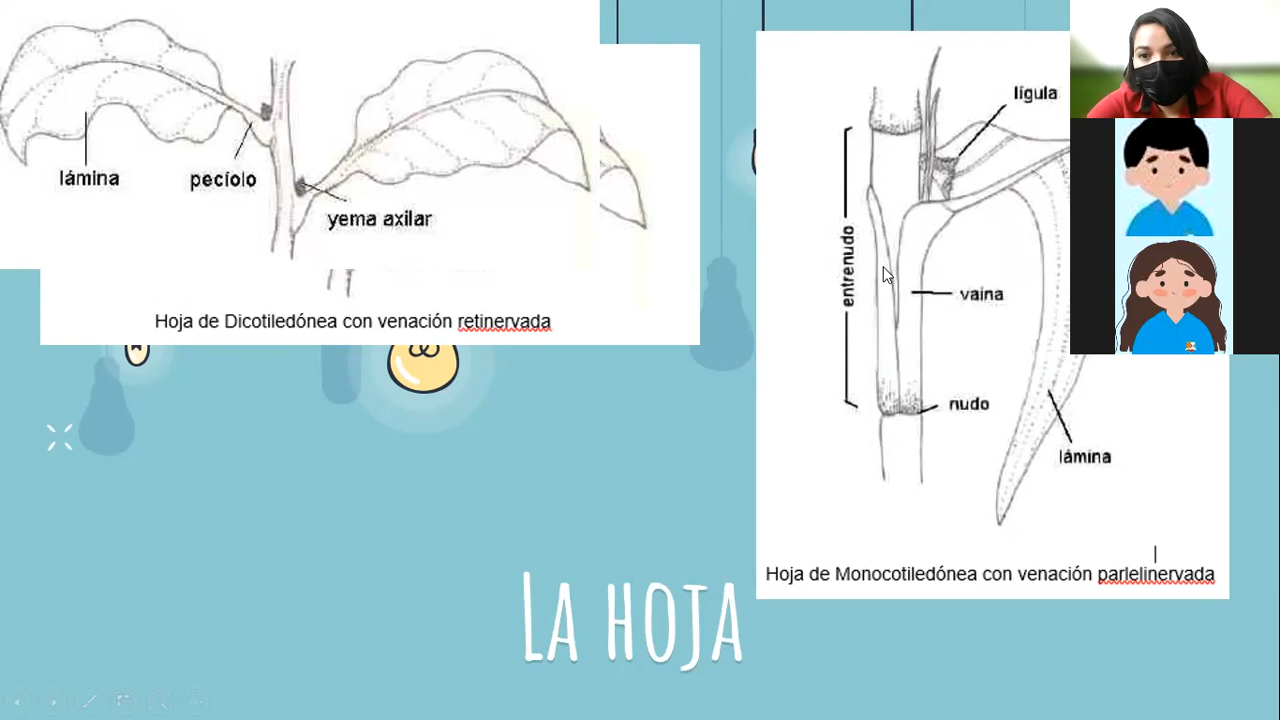 lámina
pecíolo
yema axilar
Hoja de Dicotiledónea con venación retinervada
lígula
entrenudo
vaina
nudo
lámina
Hoja de Monocotiledónea con venación parlelinervada
La hoja